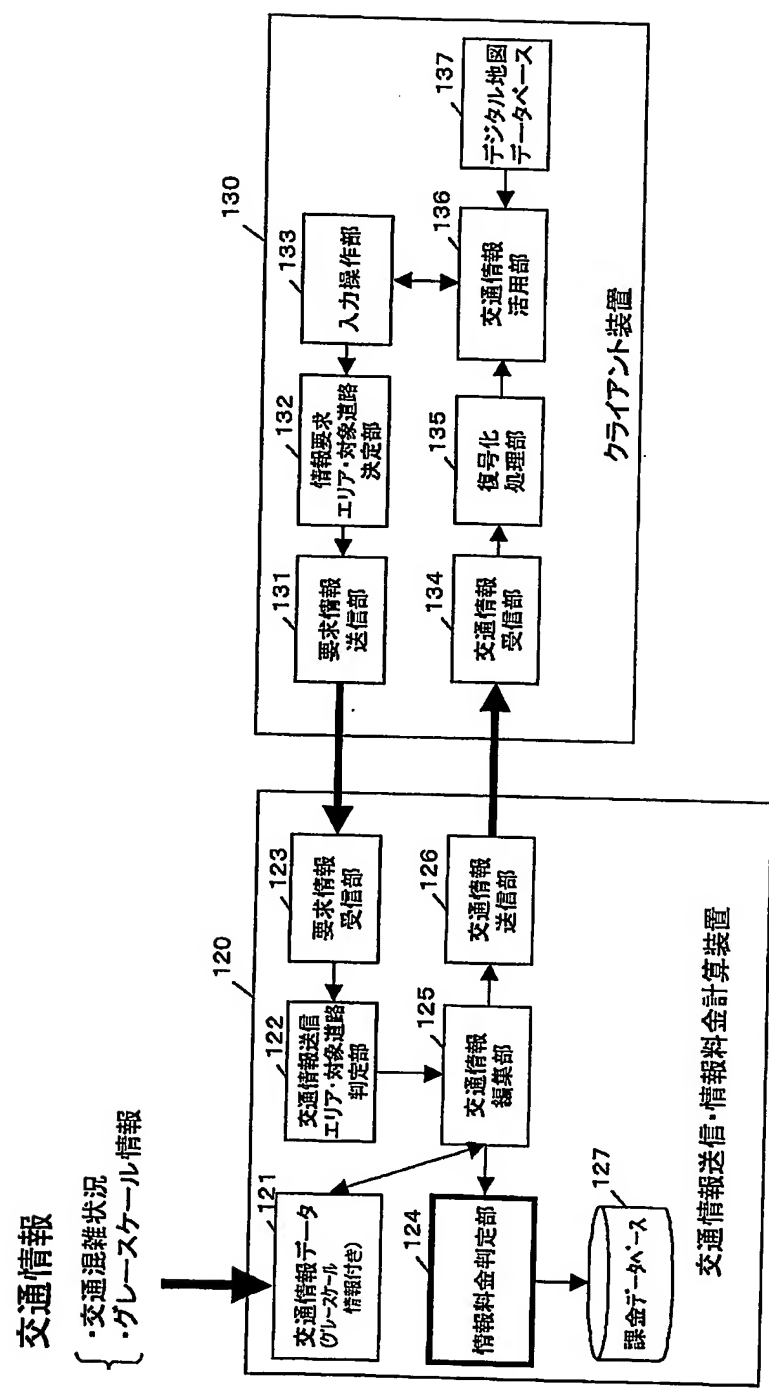 交通情報
・交通混雑状況
・グレースケール情報
120
121
交通情報データ
(グレースケール
情報付き)
122
交通情報送信
エリア・対象道路
判定部
123
要求情報
受信部
124
情報料金判定部
125
交通情報
編集部
126
交通情報
送信部
127
課金データベース
交通情報送信・情報料金計算装置
130
131
要求情報
送信部
132
情報要求
エリア・対象道路
決定部
133
入力操作部
134
交通情報
受信部
135
復号化
処理部
136
交通情報
活用部
137
デジタル地図
データベース
クライアント装置